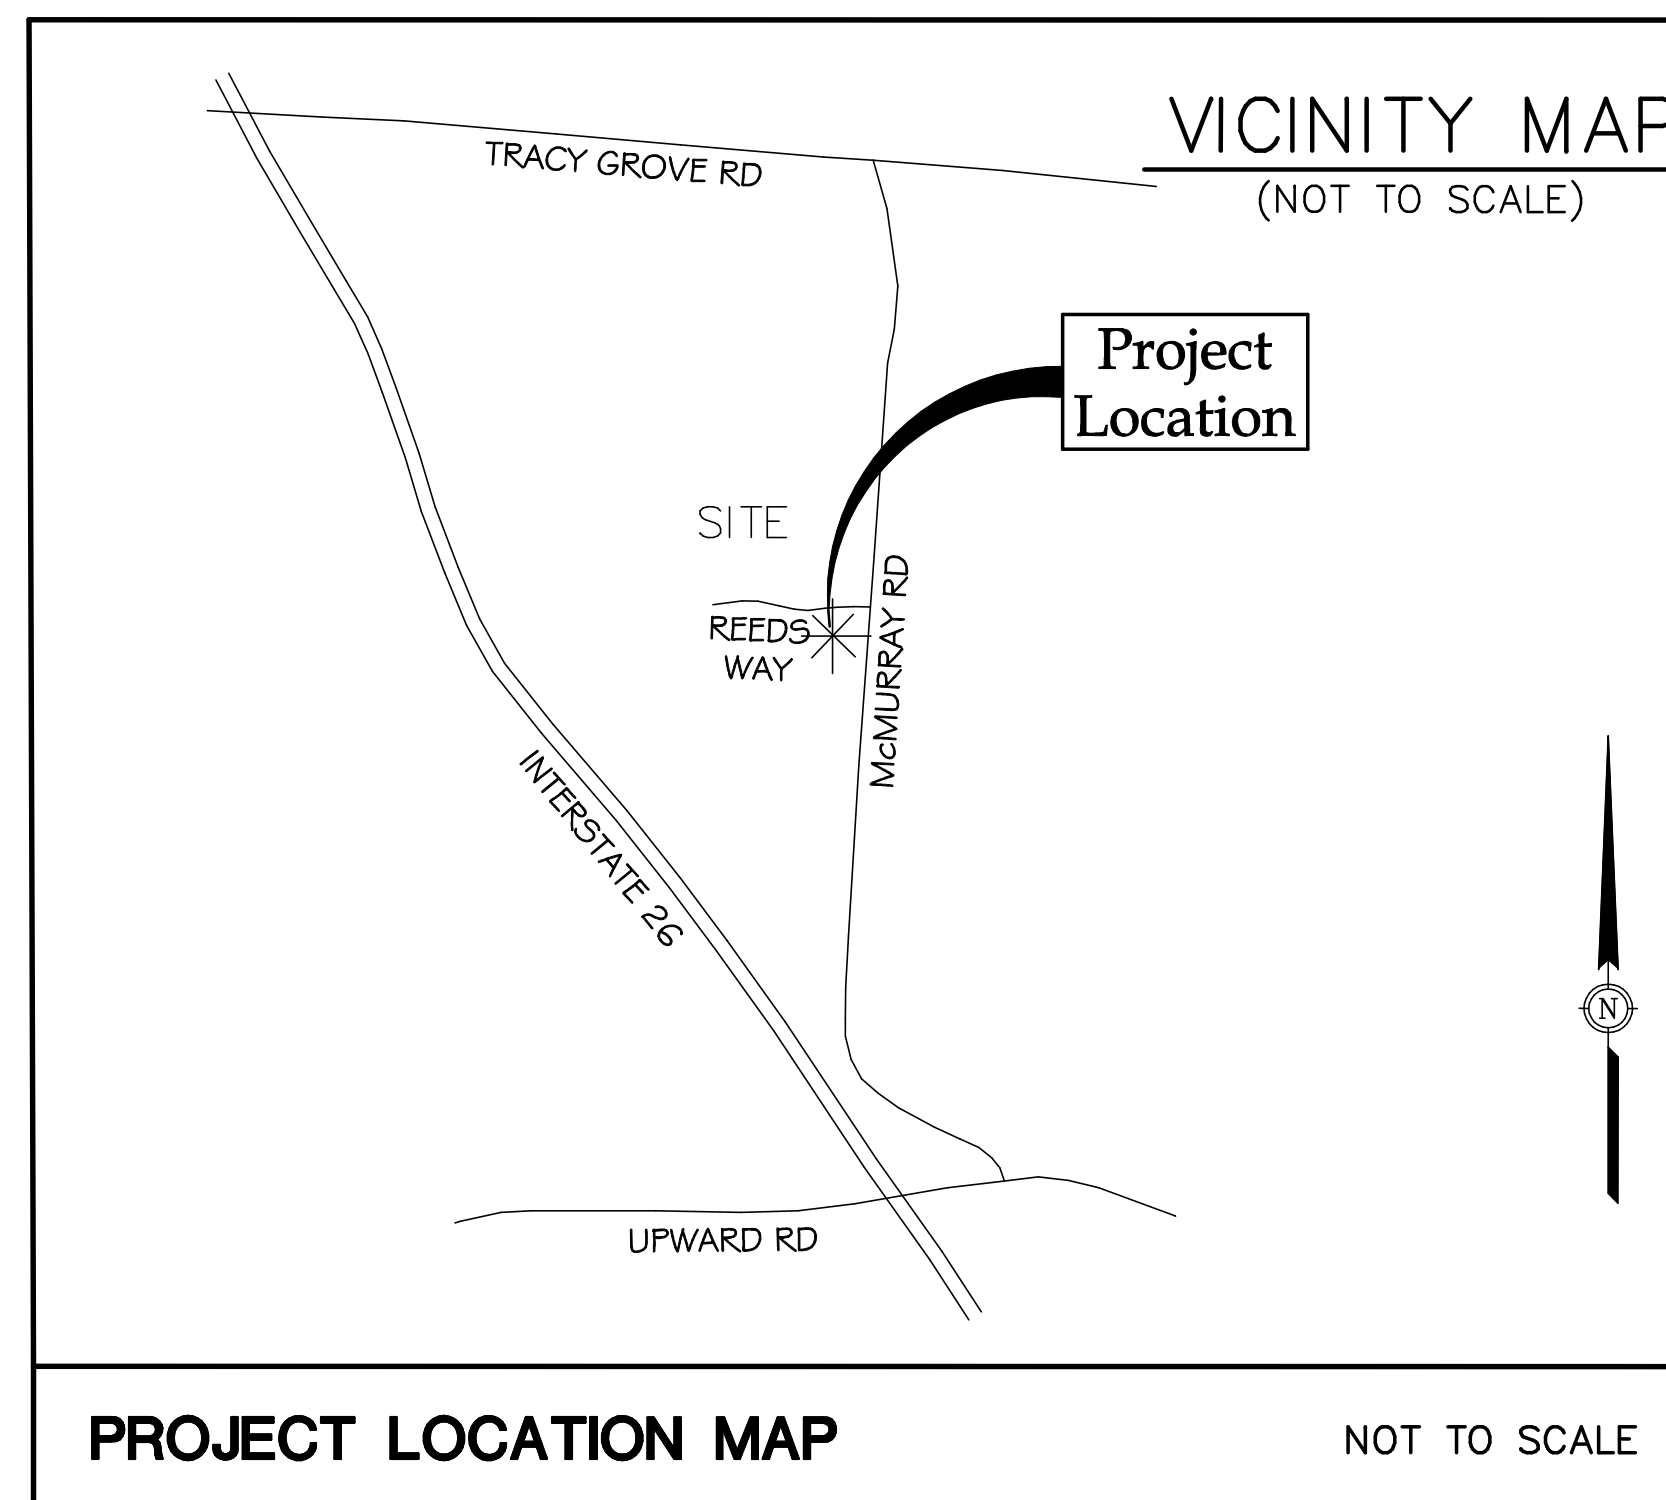 VICINITY MAP
(NOT TO SCALE)
TRACY GROVE RD
Project
Location
SITE
REEDS
WAY
McMURRAY RD
INTERSTATE 26
N
UPWARD RD
PROJECT LOCATION MAP
NOT TO SCALE